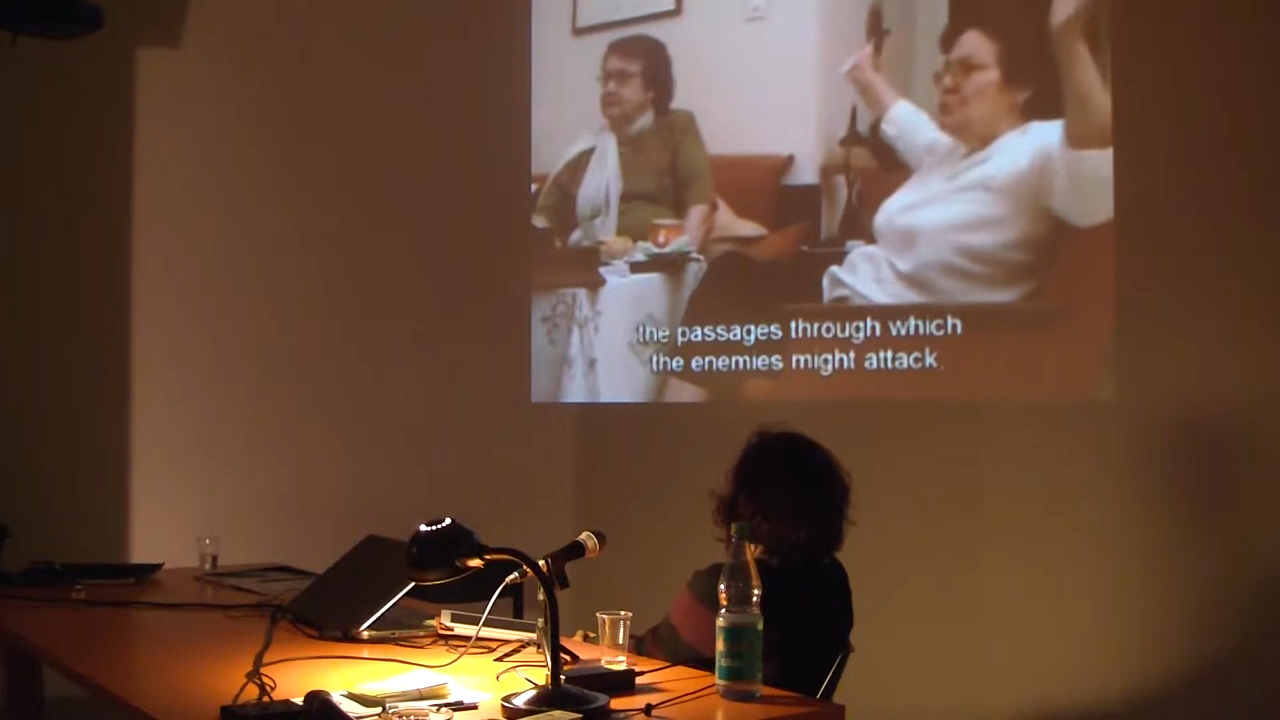 the passages through which
the enemies might attack.